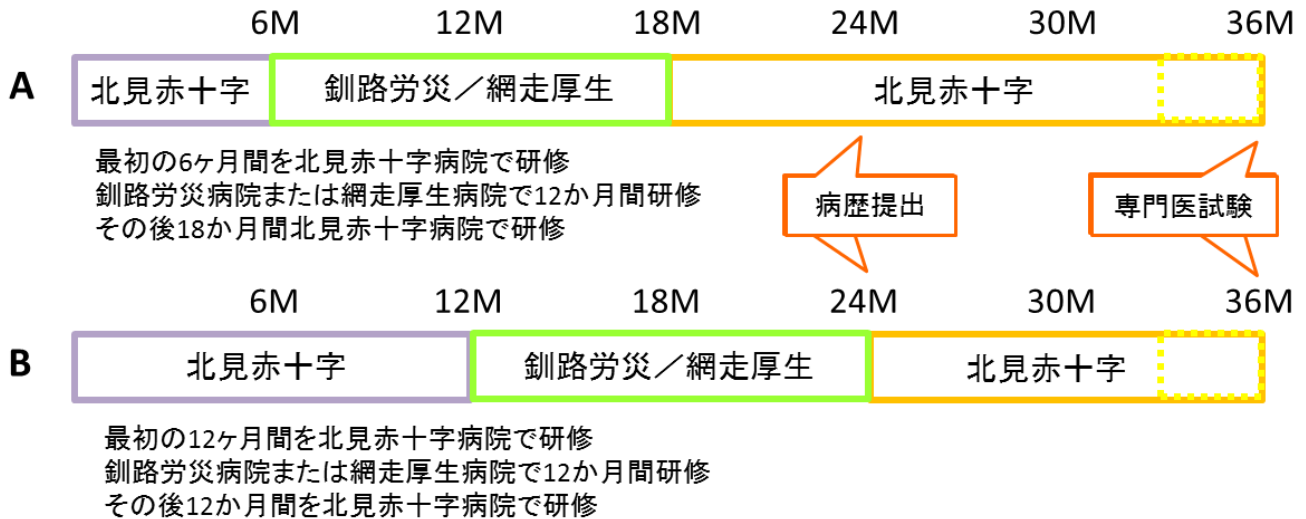 6M 12M 18M 24M 30M 36M
A 北見赤十字 釧路労災／網走厚生 北見赤十字
最初の6ヶ月間を北見赤十字病院で研修
釧路労災病院または網走厚生病院で12か月間研修
その後18か月間北見赤十字病院で研修
病歴提出 専門医試験
6M 12M 18M 24M 30M 36M
B 北見赤十字 釧路労災／網走厚生 北見赤十字
最初の12ヶ月間を北見赤十字病院で研修
釧路労災病院または網走厚生病院で12か月間研修
その後12か月間を北見赤十字病院で研修